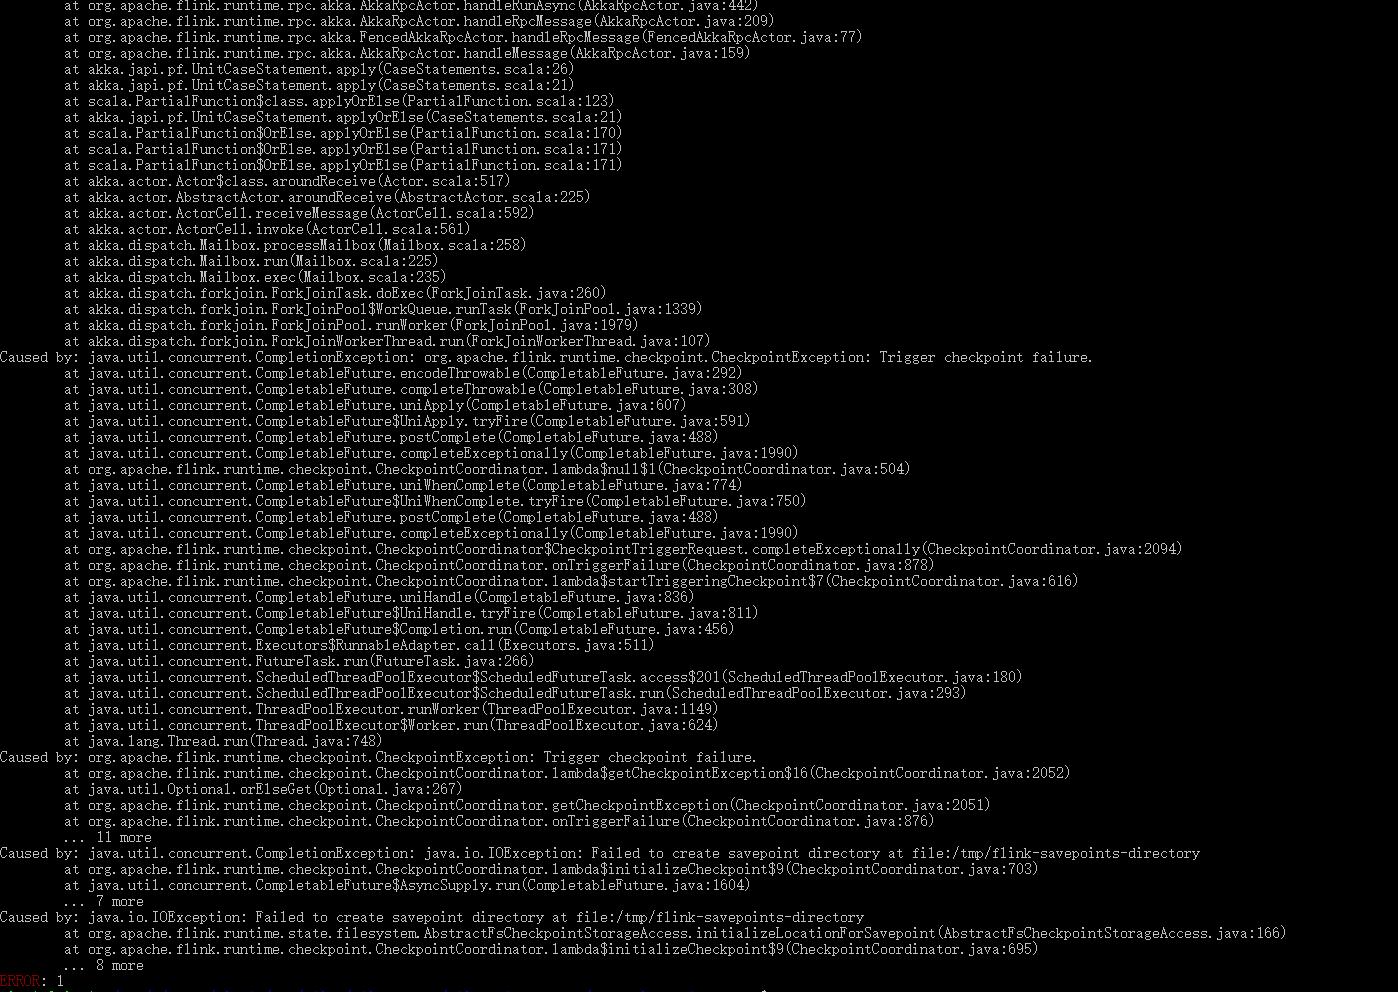 at org.apache.flink.runtime.rpc.akka.AkkaRpcActor.handleRunAsync(AkkaRpcActor.java:442)
at org.apache.flink.runtime.rpc.akka.AkkaRpcActor.handleRpcMessage(AkkaRpcActor.java:209)
at org.apache.flink.runtime.rpc.akka.FencedAkkaRpcActor.handleRpcMessage(FencedAkkaRpcActor.java:77)
at org.apache.flink.runtime.rpc.akka.AkkaRpcActor.handleMessage(AkkaRpcActor.java:159)
at akka.japi.pf.UnitCaseStatement.apply(CaseStatements.scala:26)
at akka.japi.pf.UnitCaseStatement.apply(CaseStatements.scala:21)
at scala.PartialFunction$class.applyOrElse(PartialFunction.scala:123)
at akka.japi.pf.UnitCaseStatement.applyOrElse(CaseStatements.scala:21)
at scala.PartialFunction$OrElse.applyOrElse(PartialFunction.scala:170)
at scala.PartialFunction$OrElse.applyOrElse(PartialFunction.scala:171)
at scala.PartialFunction$OrElse.applyOrElse(PartialFunction.scala:171)
at akka.actor.Actor$class.aroundReceive(Actor.scala:517)
at akka.actor.AbstractActor.aroundReceive(AbstractActor.scala:225)
at akka.actor.ActorCell.receiveMessage(ActorCell.scala:592)
at akka.actor.ActorCell.invoke(ActorCell.scala:561)
at akka.dispatch.Mailbox.processMailbox(Mailbox.scala:258)
at akka.dispatch.Mailbox.run(Mailbox.scala:225)
at akka.dispatch.Mailbox.exec(Mailbox.scala:235)
at akka.dispatch.forkjoin.ForkJoinTask.doExec(ForkJoinTask.java:260)
at akka.dispatch.forkjoin.ForkJoinPool$WorkQueue.runTask(ForkJoinPool.java:1339)
at akka.dispatch.forkjoin.ForkJoinPool.runWorker(ForkJoinPool.java:1979)
at akka.dispatch.forkjoin.ForkJoinWorkerThread.run(ForkJoinWorkerThread.java:107)
Caused by: java.util.concurrent.CompletionException: org.apache.flink.runtime.checkpoint.CheckpointException: Trigger checkpoint failure.
at java.util.concurrent.CompletableFuture.encodeThrowable(CompletableFuture.java:292)
at java.util.concurrent.CompletableFuture.completeThrowable(CompletableFuture.java:308)
at java.util.concurrent.CompletableFuture.uniApply(CompletableFuture.java:607)
at java.util.concurrent.CompletableFuture$UniApply.tryFire(CompletableFuture.java:591)
at java.util.concurrent.CompletableFuture.postComplete(CompletableFuture.java:488)
at java.util.concurrent.CompletableFuture.completeExceptionally(CompletableFuture.java:1990)
at org.apache.flink.runtime.checkpoint.CheckpointCoordinator.lambda$null$1(CheckpointCoordinator.java:504)
at java.util.concurrent.CompletableFuture.uniWhenComplete(CompletableFuture.java:774)
at java.util.concurrent.CompletableFuture$UniWhenComplete.tryFire(CompletableFuture.java:750)
at java.util.concurrent.CompletableFuture.postComplete(CompletableFuture.java:488)
at java.util.concurrent.CompletableFuture.completeExceptionally(CompletableFuture.java:1990)
at org.apache.flink.runtime.checkpoint.CheckpointCoordinator$CheckpointTriggerRequest.completeExceptionally(CheckpointCoordinator.java:2094)
at org.apache.flink.runtime.checkpoint.CheckpointCoordinator.onTriggerFailure(CheckpointCoordinator.java:878)
at org.apache.flink.runtime.checkpoint.CheckpointCoordinator.lambda$startTriggeringCheckpoint$7(CheckpointCoordinator.java:616)
at java.util.concurrent.CompletableFuture.uniHandle(CompletableFuture.java:836)
at java.util.concurrent.CompletableFuture$UniHandle.tryFire(CompletableFuture.java:811)
at java.util.concurrent.CompletableFuture$Completion.run(CompletableFuture.java:456)
at java.util.concurrent.Executors$RunnableAdapter.call(Executors.java:511)
at java.util.concurrent.FutureTask.run(FutureTask.java:266)
at java.util.concurrent.ScheduledThreadPoolExecutor$ScheduledFutureTask.access$201(ScheduledThreadPoolExecutor.java:180)
at java.util.concurrent.ScheduledThreadPoolExecutor$ScheduledFutureTask.run(ScheduledThreadPoolExecutor.java:293)
at java.util.concurrent.ThreadPoolExecutor.runWorker(ThreadPoolExecutor.java:1149)
at java.util.concurrent.ThreadPoolExecutor$Worker.run(ThreadPoolExecutor.java:624)
at java.lang.Thread.run(Thread.java:748)
Caused by: org.apache.flink.runtime.checkpoint.CheckpointException: Trigger checkpoint failure.
at org.apache.flink.runtime.checkpoint.CheckpointCoordinator.lambda$getCheckpointException$16(CheckpointCoordinator.java:2052)
at java.util.Optional.orElseGet(Optional.java:267)
at org.apache.flink.runtime.checkpoint.CheckpointCoordinator.getCheckpointException(CheckpointCoordinator.java:2051)
at org.apache.flink.runtime.checkpoint.CheckpointCoordinator.onTriggerFailure(CheckpointCoordinator.java:876)
... 11 more
Caused by: java.util.concurrent.CompletionException: java.io.IOException: Failed to create savepoint directory at file:/tmp/flink-savepoints-directory
at org.apache.flink.runtime.checkpoint.CheckpointCoordinator.lambda$initializeCheckpoint$9(CheckpointCoordinator.java:703)
at java.util.concurrent.CompletableFuture$AsyncSupply.run(CompletableFuture.java:1604)
... 7 more
Caused by: java.io.IOException: Failed to create savepoint directory at file:/tmp/flink-savepoints-directory
at org.apache.flink.runtime.state.filesystem.AbstractFsCheckpointStorageAccess.initializeLocationForSavepoint(AbstractFsCheckpointStorageAccess.java:166)
at org.apache.flink.runtime.checkpoint.CheckpointCoordinator.lambda$initializeCheckpoint$9(CheckpointCoordinator.java:695)
... 8 more
ERROR: 1